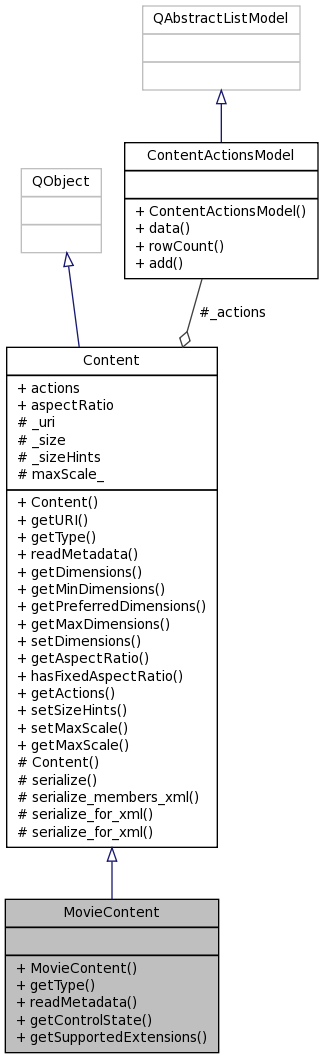 QAbstractListModel
ContentActionsModel
+ ContentActionsModel()
+ data()
+ rowCount()
+ add()
QObject
#_actions
Content
+ actions
+ aspectRatio
# _uri
# _size
# _sizeHints
# maxScale_
+ Content()
+ getURI()
+ getType()
+ readMetadata()
+ getDimensions()
+ getMinDimensions()
+ getPreferredDimensions()
+ getMaxDimensions()
+ setDimensions()
+ getAspectRatio()
+ hasFixedAspectRatio()
+ getActions()
+ setSizeHints()
+ setMaxScale()
+ getMaxScale()
# Content()
# serialize()
# serialize_members_xml()
# serialize_for_xml()
# serialize_for_xml()
MovieContent
+ MovieContent()
+ getType()
+ readMetadata()
+ getControlState()
+ getSupportedExtensions()